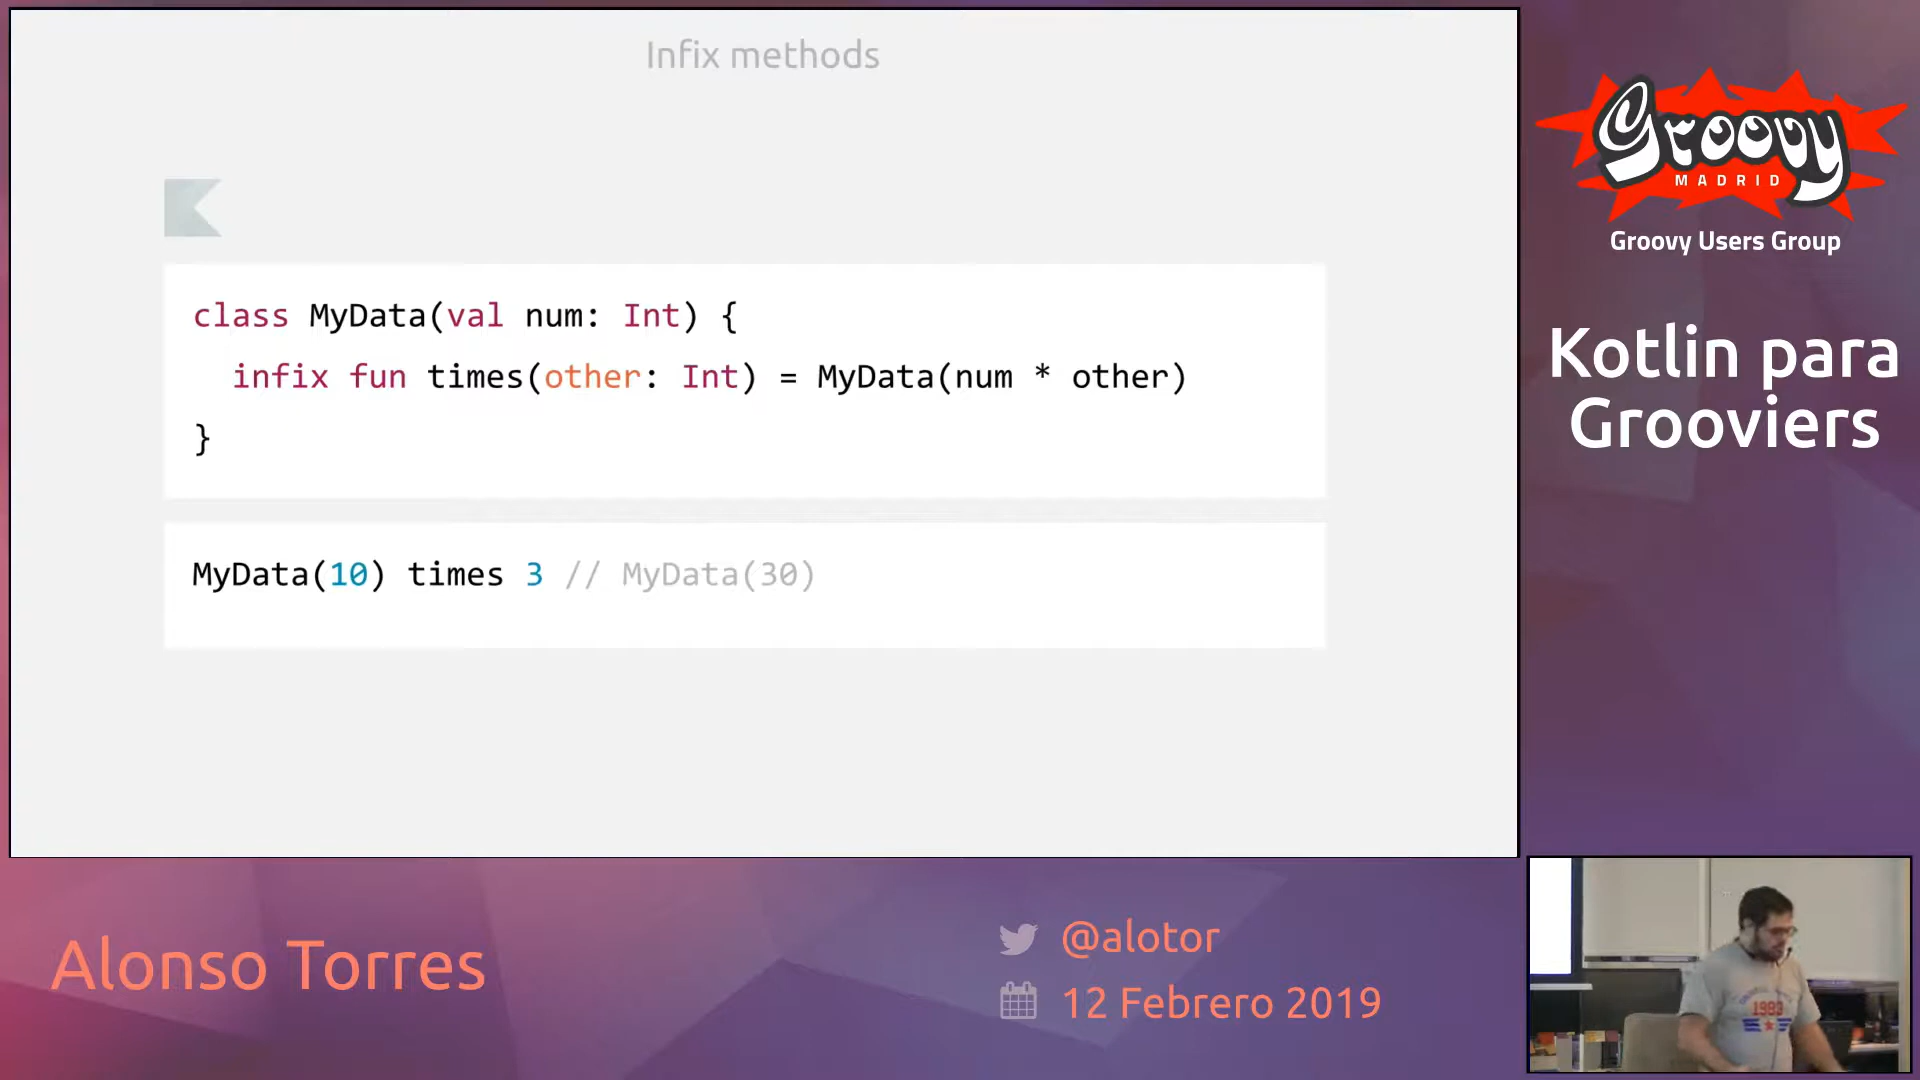 Infix methods
class MyData(val num: Int) {
infix fun times(other: Int) = MyData(num * other)
}
MyData(10) times 3 // MyData(30)
Groovy
MADRID
Groovy Users Group
Kotlin para
Grooviers
Alonso Torres
@alotor
12 Febrero 2019
1983